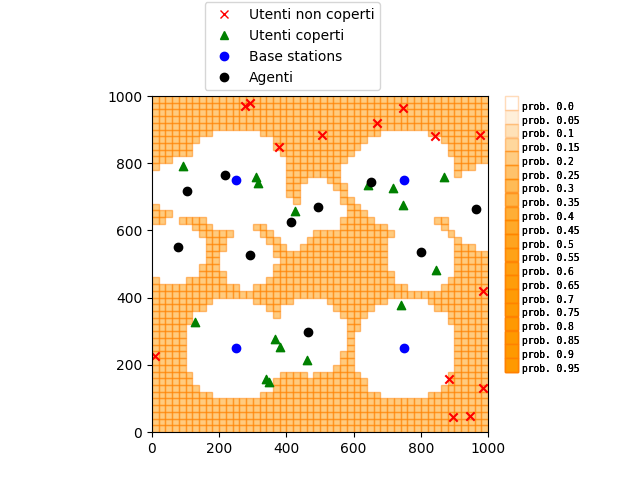 Utenti non coperti
Utenti coperti
Base stations
Agenti
1000
800
600
400
200
0
0
200
400
600
800
1000
prob. 0.0
prob. 0.05
prob. 0.1
prob. 0.15
prob. 0.2
prob. 0.25
prob. 0.3
prob. 0.35
prob. 0.4
prob. 0.45
prob. 0.5
prob. 0.55
prob. 0.6
prob. 0.65
prob. 0.7
prob. 0.75
prob. 0.8
prob. 0.85
prob. 0.9
prob. 0.95